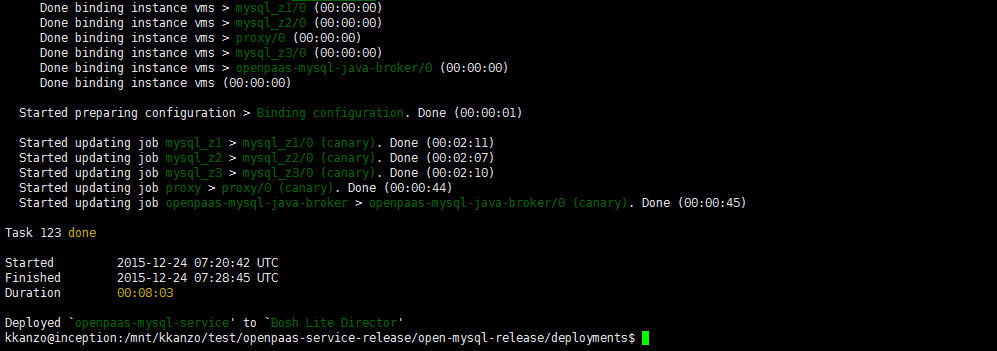 Done binding instance vms > mysql_z1/0 (00:00:00)
Done binding instance vms > mysql_z2/0 (00:00:00)
Done binding instance vms > proxy/0 (00:00:00)
Done binding instance vms > mysql_z3/0 (00:00:00)
Done binding instance vms > openpaas-mysql-java-broker/0 (00:00:00)
Done binding instance vms (00:00:00)
Started preparing configuration > Binding configuration. Done (00:00:01)
Started updating job mysql_z1 > mysql_z1/0 (canary). Done (00:02:11)
Started updating job mysql_z2 > mysql_z2/0 (canary). Done (00:02:07)
Started updating job mysql_z3 > mysql_z3/0 (canary). Done (00:02:10)
Started updating job proxy > proxy/0 (canary). Done (00:00:44)
Started updating job openpaas-mysql-java-broker > openpaas-mysql-java-broker/0 (canary). Done (00:00:45)
Task 123 done
Started 2015-12-24 07:20:42 UTC
Finished 2015-12-24 07:28:45 UTC
Duration 00:08:03
Deployed `openpaas-mysql-service' to `Bosh Lite Director'
kkanzo@inception:/mnt/kkanzo/test/openpaas-service-release/open-mysql-release/deployments$